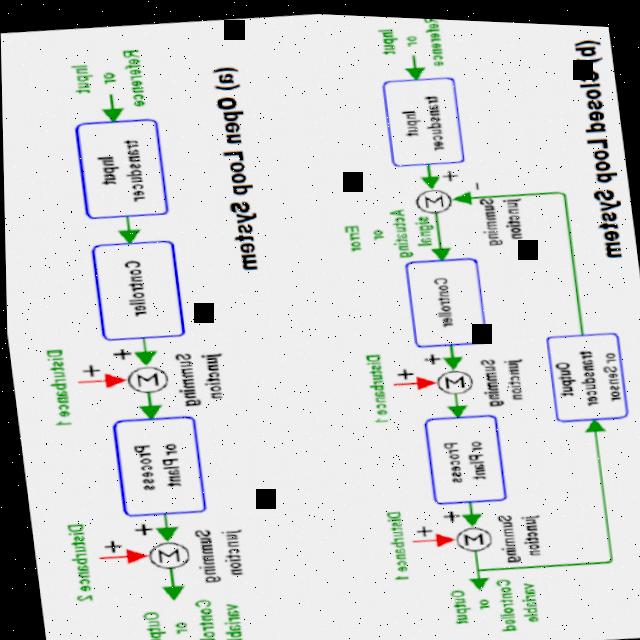 Input
or
Reference
Input
transducer
Controller
+
Disturbance 1
+
Σ
Summing
junction
Process
or Plant
+
Disturbance 2
+
Σ
Summing
junction
Output
or
Controlled
variable
(a) Open Loop System
Input
or
Reference
Input
transducer
+
-
Σ
Summing
junction
Error
or
Actuating
Signal
Controller
+
Disturbance 1
+
Σ
Summing
junction
Process
or Plant
+
Disturbance 1
+
Σ
Summing
junction
Output
or
Controlled
variable
Output
transducer
or Sensor
(b) Loop System